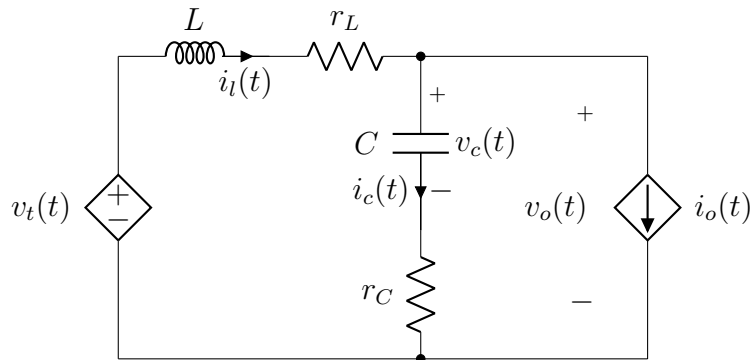 L
r_L
i_l(t)
+
+
C
v_c(t)
i_c(t)
−
v_t(t)
+
−
v_o(t)
i_o(t)
r_C
−